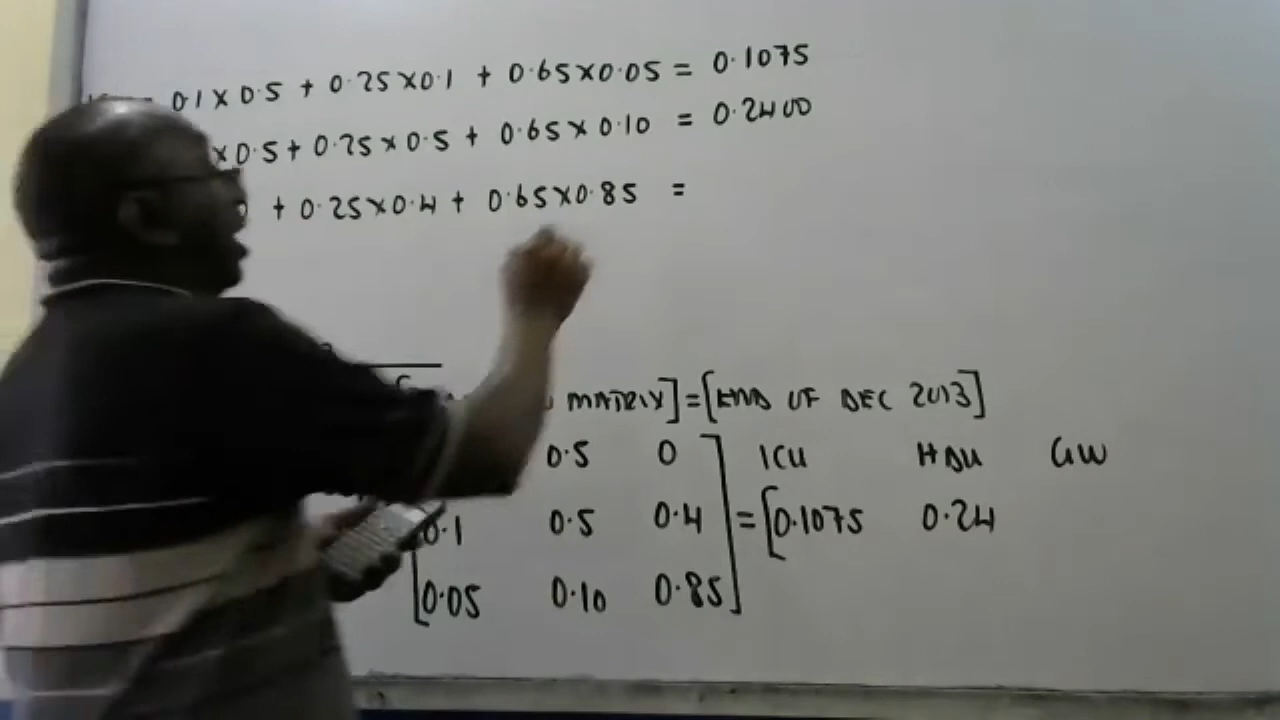 0.1 x 0.5 + 0.25 x 0.1 + 0.65 x 0.05 = 0.1075
x 0.5 + 0.25 x 0.5 + 0.65 x 0.10 = 0.2400
+ 0.25 x 0.4 + 0.65 x 0.85 =
MATRIX] = [END OF DEC 2013]
0.5 0 ] ICU HDU GW
0.1 0.5 0.4 = [0.1075 0.24
[0.05 0.10 0.85]